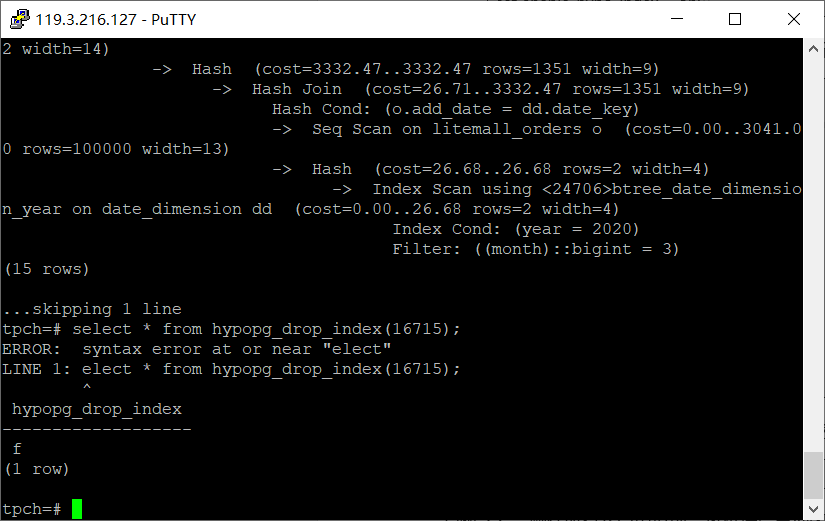 119.3.216.127 - PuTTY
2 width=14)
->  Hash  (cost=3332.47..3332.47 rows=1351 width=9)
->  Hash Join  (cost=26.71..3332.47 rows=1351 width=9)
Hash Cond: (o.add_date = dd.date_key)
->  Seq Scan on litemall_orders o  (cost=0.00..3041.0
0 rows=100000 width=13)
->  Hash  (cost=26.68..26.68 rows=2 width=4)
->  Index Scan using <24706>btree_date_dimensio
n_year on date_dimension dd  (cost=0.00..26.68 rows=2 width=4)
Index Cond: (year = 2020)
Filter: ((month)::bigint = 3)
(15 rows)
...skipping 1 line
tpch=# select * from hypopg_drop_index(16715);
ERROR:  syntax error at or near "elect"
LINE 1: elect * from hypopg_drop_index(16715);
^
hypopg_drop_index
-------------------
f
(1 row)
tpch=#